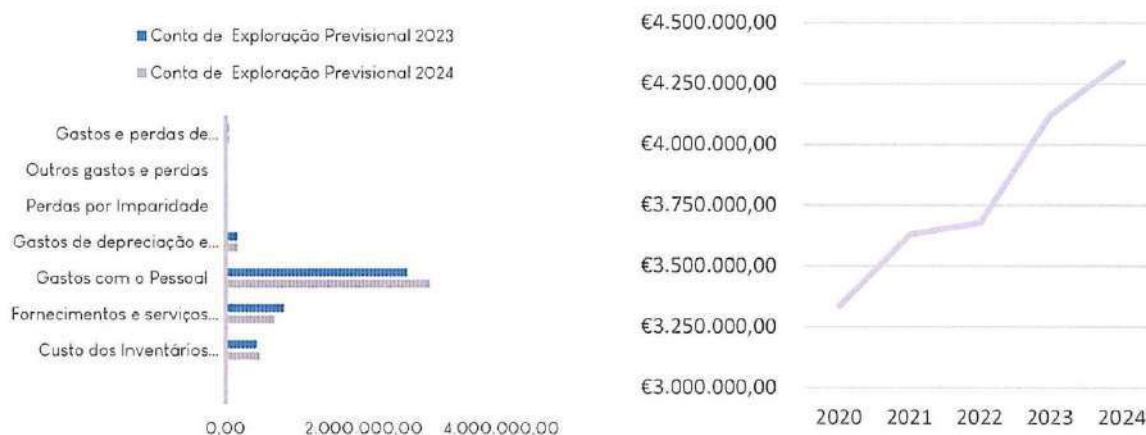 Conta de Exploração Previsional 2023
Conta de Exploração Previsional 2024
Gastos e perdas de...
Outros gastos e perdas
Perdas por Imparidade
Gastos de depreciação e...
Gastos com o Pessoal
Fornecimentos e serviços...
Custo dos Inventários...
0,00 2.000.000,00 4.000.000,00
€4.500.000,00
€4.250.000,00
€4.000.000,00
€3.750.000,00
€3.500.000,00
€3.250.000,00
€3.000.000,00
2020 2021 2022 2023 2024